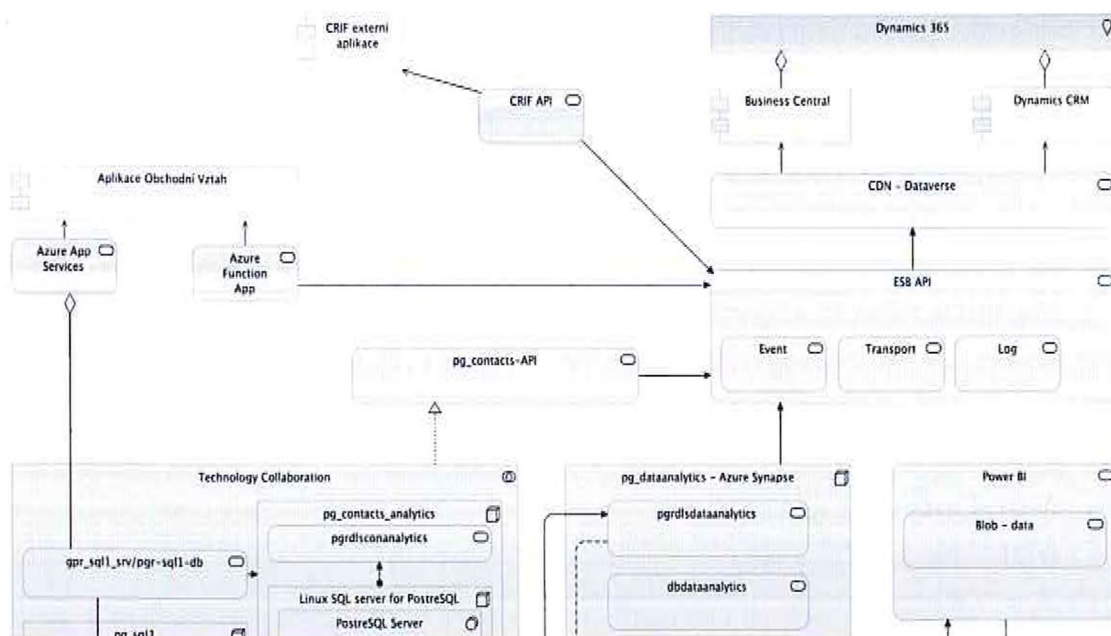 CRIF externí
aplikace
Dynamics 365
CRIF API
Business Central
Dynamics CRM
Aplikace Obchodní Vztah
CDN - Dataverse
Azure App
Services
Azure
Function
App
ESB API
pg_contacts-API
Event
Transport
Log
Technology Collaboration
pg_dataanalytics - Azure Synapse
Power BI
pg_contacts_analytics
pgrdlsconanalytics
pgrdlsdataanalytics
Blob - data
gpr_sql1_srv/pgr-sql1-db
dbdataanalytics
Linux SQL server for PostreSQL
PostreSQL Server
pg_sql1